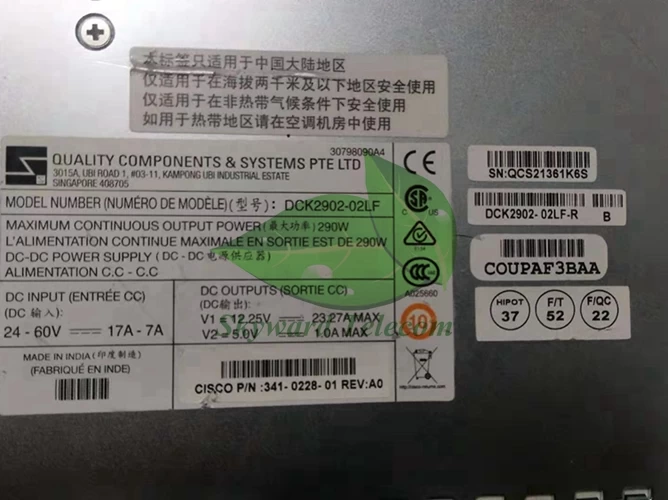 本标签只适用于中国大陆地区
仅适用于在海拔两千米及以下地区安全使用
仅适用于在非热带气候条件下安全使用
如用于热带地区请在空调机房中使用
30798090A4
QUALITY COMPONENTS & SYSTEMS PTE LTD
3015A, UBI ROAD 1, #03-11, KAMPONG UBI INDUSTRIAL ESTATE
SINGAPORE 408705
MODEL NUMBER (NUMÉRO DE MODÈLE)(型号): DCK2902-02LF
MAXIMUM CONTINUOUS OUTPUT POWER(最大功率) 290W
L'ALIMENTATION CONTINUE MAXIMALE EN SORTIE EST DE 290W
DC-DC POWER SUPPLY (DC - DC电源供应器)
ALIMENTATION C.C - C.C
DC INPUT (ENTRÉE CC)
(DC 输入):
24 - 60V 17A - 7A
DC OUTPUTS (SORTIE CC)
(DC输出):
V1 = 12.25V 23.27A MAX
V2 = 5.0V 1.0A MAX
MADE IN INDIA (印度制造)
(FABRIQUÉ EN INDE)
CISCO P/N :341- 0228- 01 REV:A0
CE
C US
CCC
A025860
10
SN:QCS21361K6S
DCK2902-02LF-R B
COUPAF3BAA
HIPOT
37
F/T
52
F/QC
22
Skyward Telecom